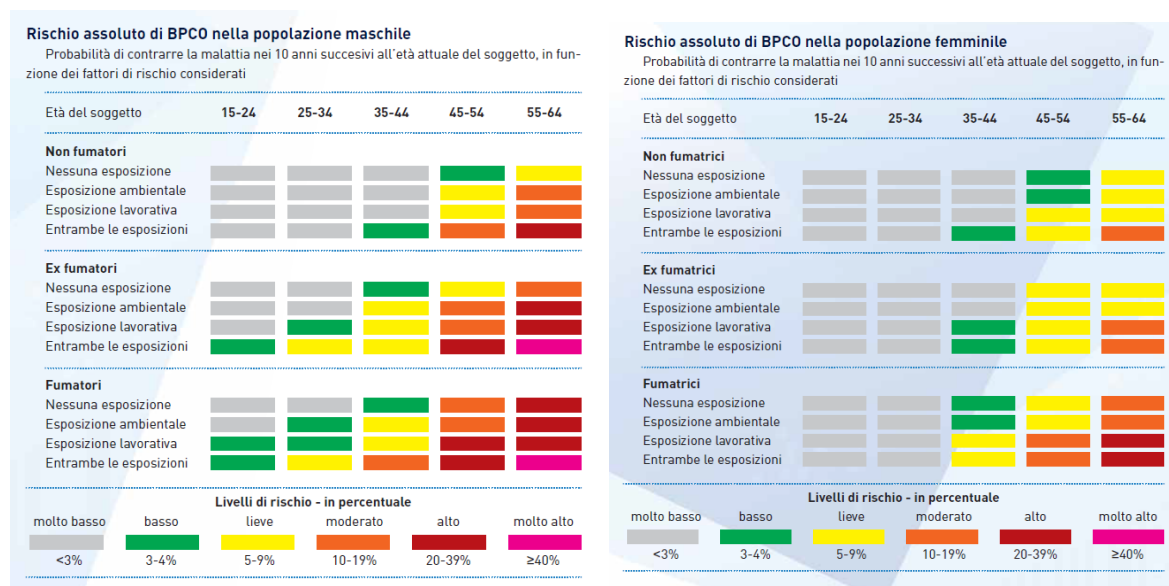 Rischio assoluto di BPCO nella popolazione maschile
Probabilità di contrarre la malattia nei 10 anni succesivi all'età attuale del soggetto, in fun-
zione dei fattori di rischio considerati
Età del soggetto 15-24 25-34 35-44 45-54 55-64
Non fumatori
Nessuna esposizione
Esposizione ambientale
Esposizione lavorativa
Entrambe le esposizioni
Ex fumatori
Nessuna esposizione
Esposizione ambientale
Esposizione lavorativa
Entrambe le esposizioni
Fumatori
Nessuna esposizione
Esposizione ambientale
Esposizione lavorativa
Entrambe le esposizioni
Livelli di rischio - in percentuale
molto basso basso lieve moderato alto molto alto
<3% 3-4% 5-9% 10-19% 20-39% ≥40%
Rischio assoluto di BPCO nella popolazione femminile
Probabilità di contrarre la malattia nei 10 anni successivi all'età attuale del soggetto, in fun-
zione dei fattori di rischio considerati
Età del soggetto 15-24 25-34 35-44 45-54 55-64
Non fumatrici
Nessuna esposizione
Esposizione ambientale
Esposizione lavorativa
Entrambe le esposizioni
Ex fumatrici
Nessuna esposizione
Esposizione ambientale
Esposizione lavorativa
Entrambe le esposizioni
Fumatrici
Nessuna esposizione
Esposizione ambientale
Esposizione lavorativa
Entrambe le esposizioni
Livelli di rischio - in percentuale
molto basso basso lieve moderato alto molto alto
<3% 3-4% 5-9% 10-19% 20-39% ≥40%